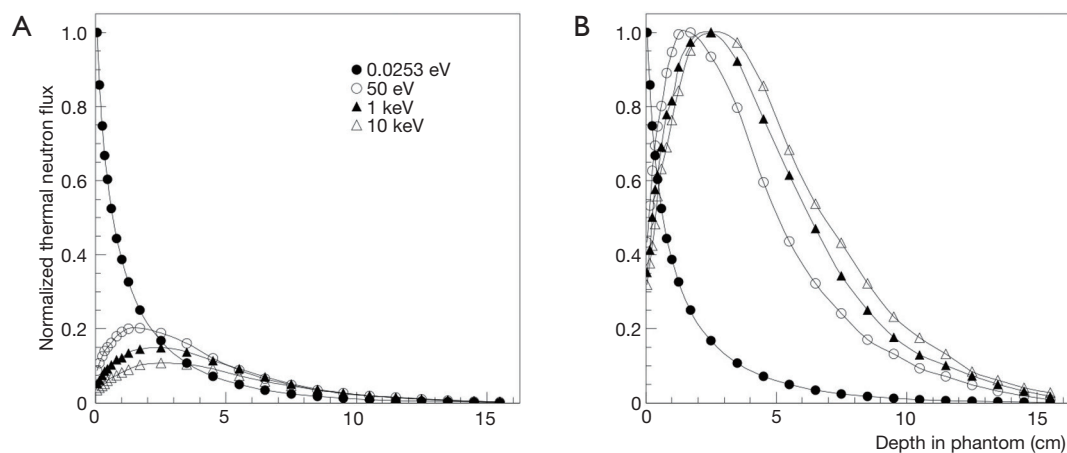 A
Normalized thermal neutron flux
1.0
0.8
0.6
0.4
0.2
0
0
5
10
15
0.0253 eV
50 eV
1 keV
10 keV
B
1.0
0.8
0.6
0.4
0.2
0
0
5
10
15
Depth in phantom (cm)